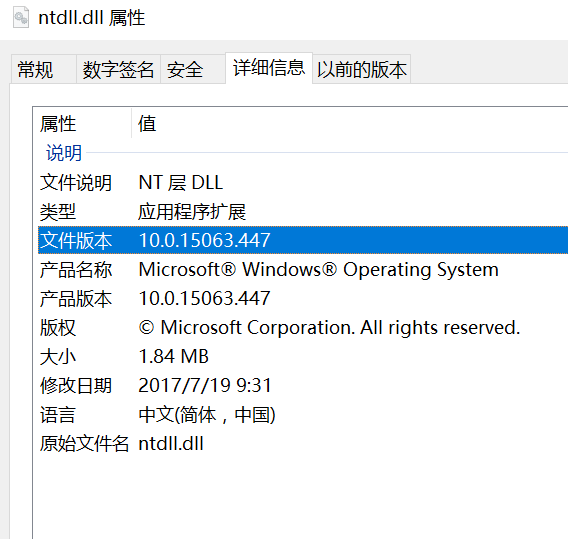 ntdll.dll 属性
常规 数字签名 安全 详细信息 以前的版本
属性 值
说明
文件说明 NT 层 DLL
类型 应用程序扩展
文件版本 10.0.15063.447
产品名称 Microsoft® Windows® Operating System
产品版本 10.0.15063.447
版权 © Microsoft Corporation. All rights reserved.
大小 1.84 MB
修改日期 2017/7/19 9:31
语言 中文(简体，中国)
原始文件名 ntdll.dll